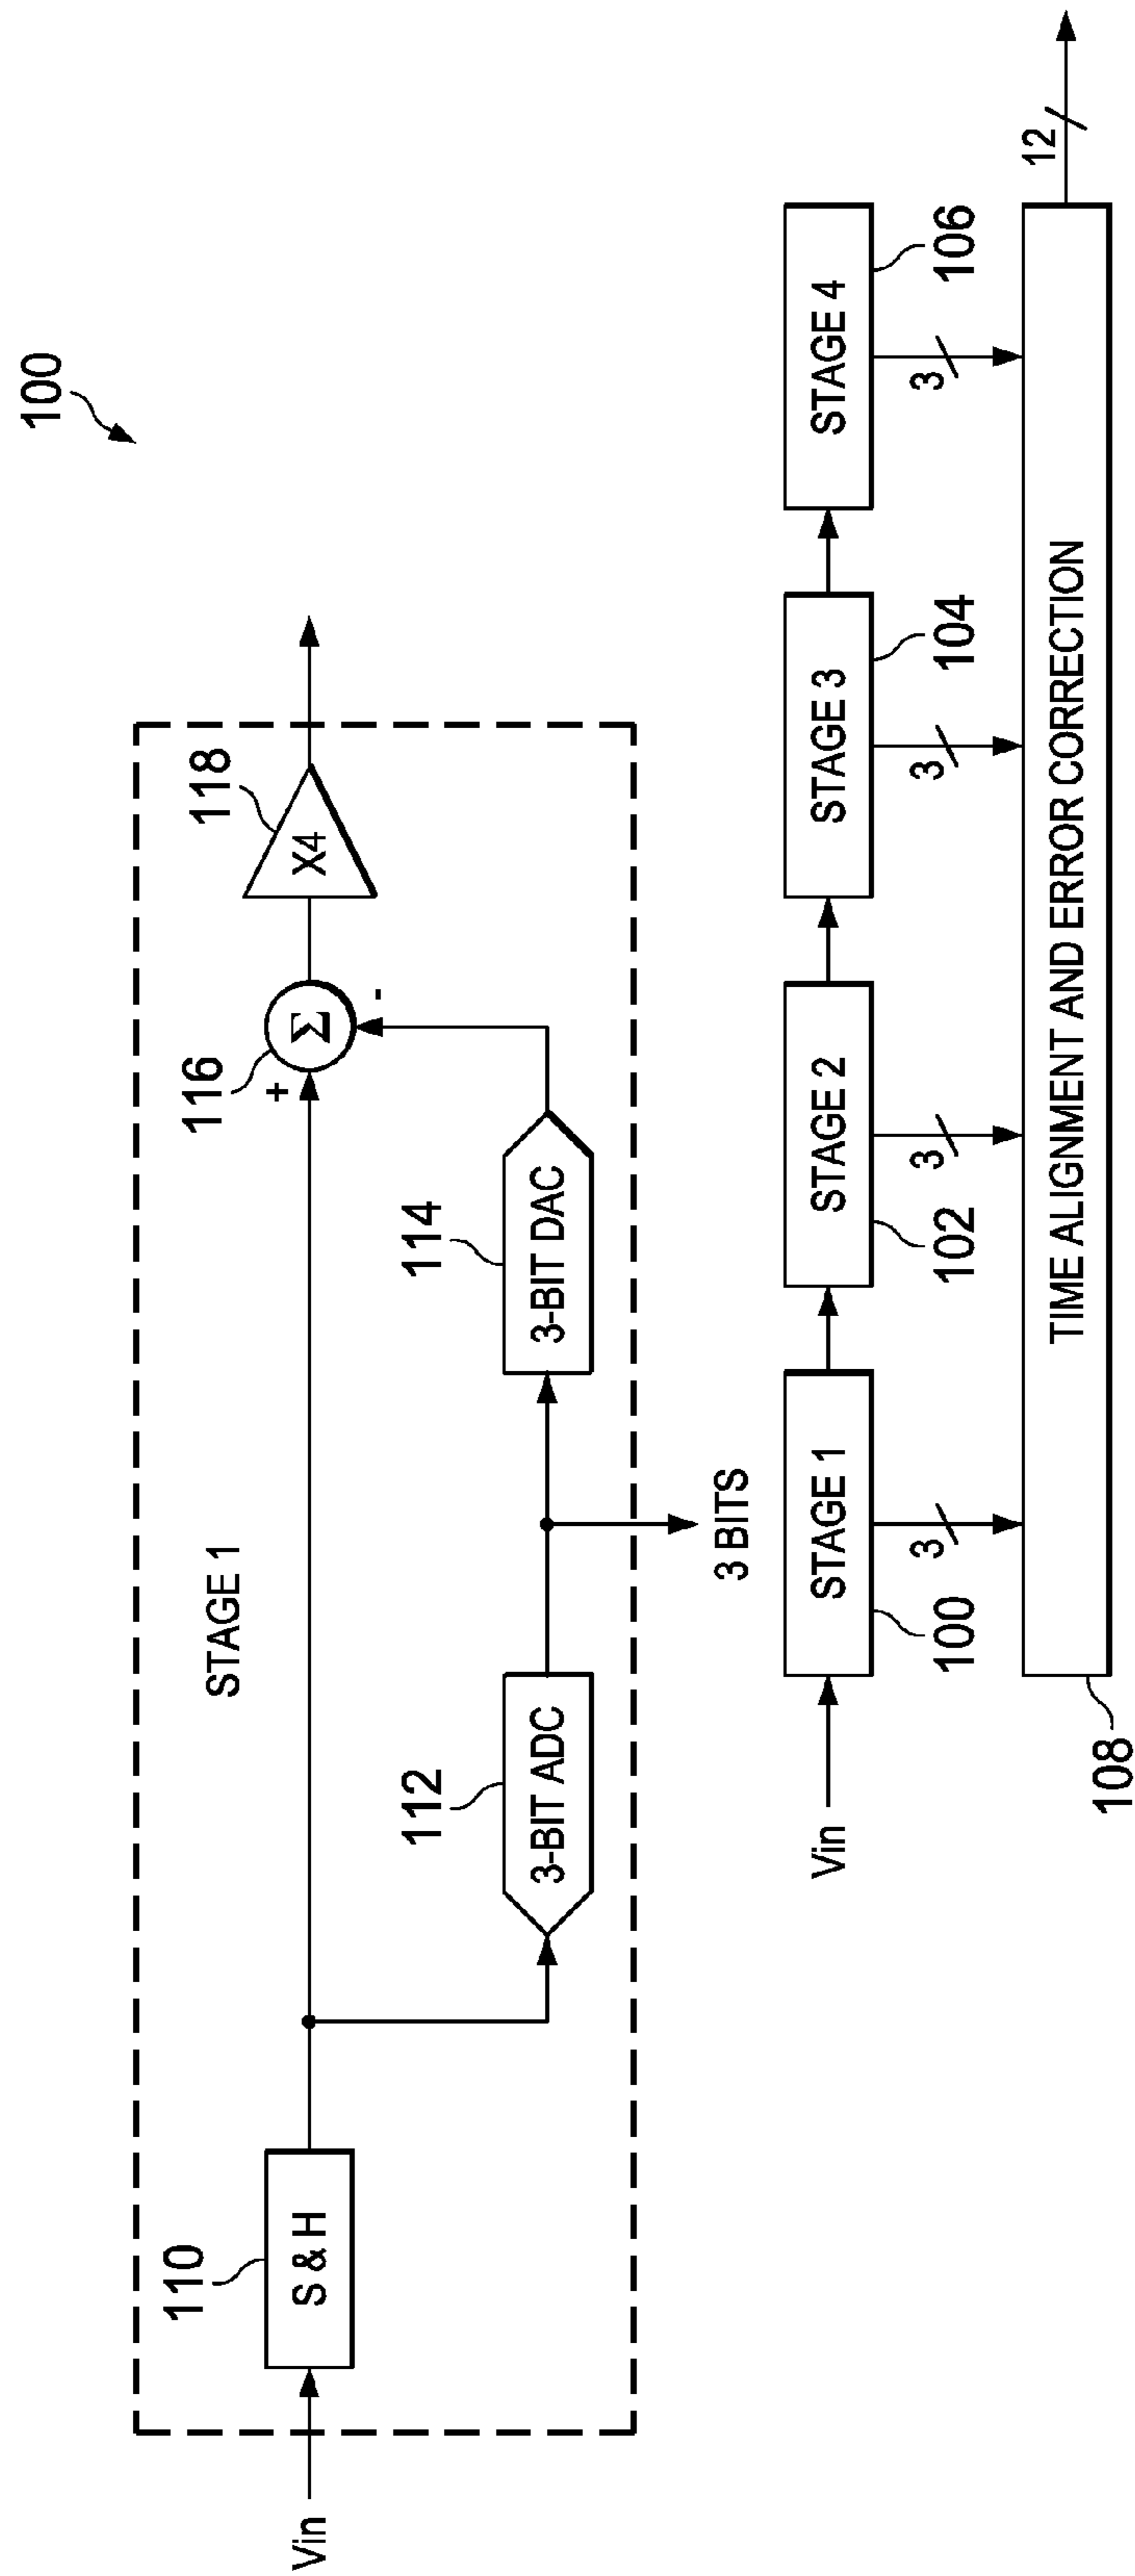 100
STAGE 1
110
S & H
Vin
112
3-BIT ADC
114
3-BIT DAC
116
+
-
Σ
118
X4
3 BITS
Vin
STAGE 1
100
3
STAGE 2
102
3
STAGE 3
104
3
STAGE 4
106
3
TIME ALIGNMENT AND ERROR CORRECTION
108
12